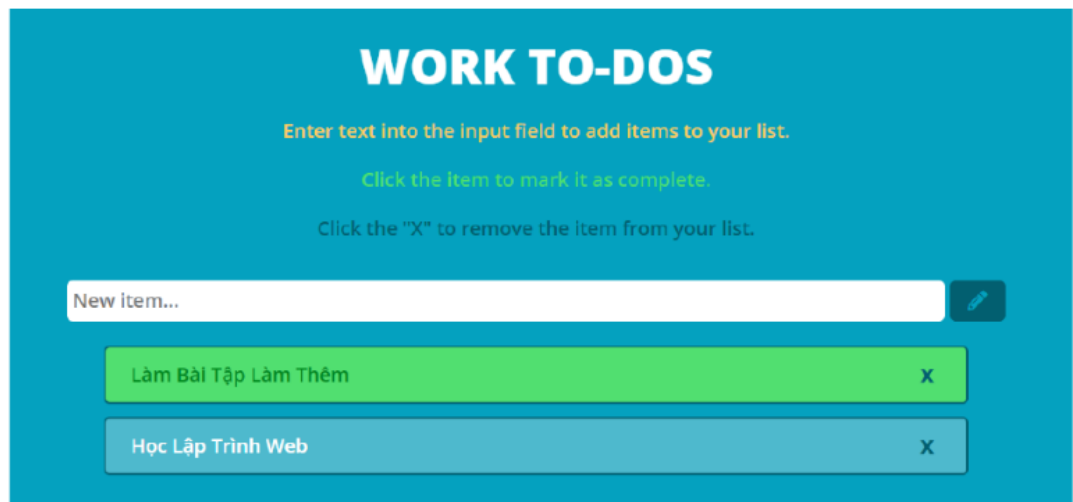 WORK TO-DOS
Enter text into the input field to add items to your list.
Click the item to mark it as complete.
Click the "X" to remove the item from your list.
New item...
Làm Bài Tập Làm Thêm X
Học Lập Trình Web X